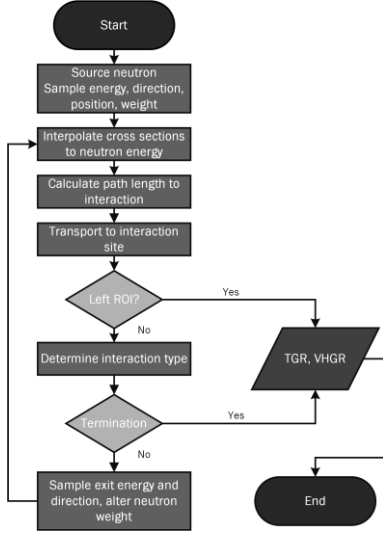 Start
Source neutron
Sample energy, direction,
position, weight
Interpolate cross sections
to neutron energy
Calculate path length to
interaction
Transport to interaction
site
Left ROI?
Yes
No
Determine interaction type
TGR, VHGR
Termination
Yes
No
Sample exit energy and
direction, alter neutron
weight
End